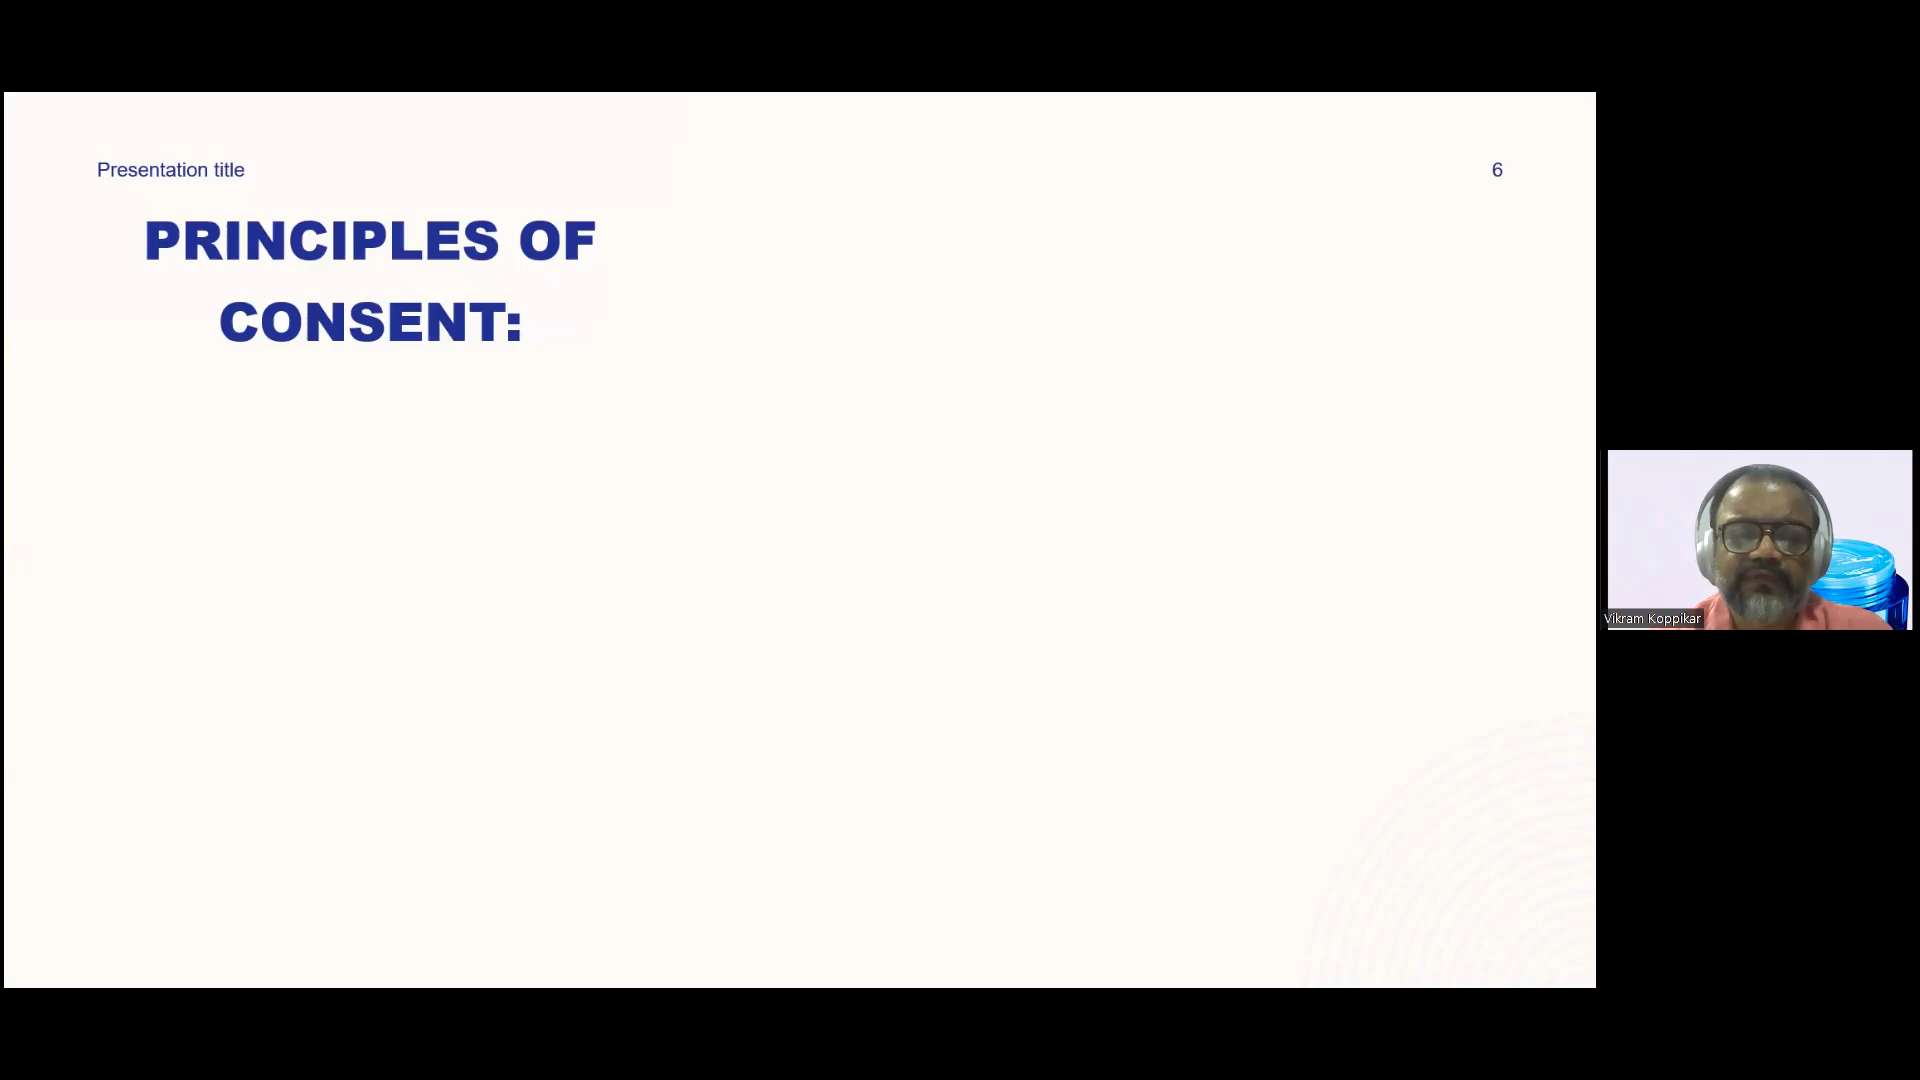 Presentation title
6
PRINCIPLES OF
CONSENT:
Vikram Koppikar